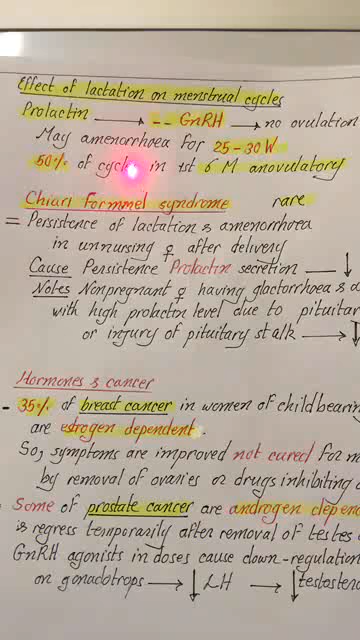 Effect of lactation on menstrual cycles
Prolactin → -- GnRH → no ovulation
May amenorrhoea for 25-30 W
50% of cycle in 1st 6 M anovulatory
Chiari Formmel syndrome rare
= Persistence of lactation & amenorrhoea
in unnursing ♀ after delivery
Cause Persistence Prolactin secretion → ↓
Notes Nonpregnant ♀ having glactorrhoea &
with high prolactin level due to pituitar
or injury of pituitary stalk → ↓
Hormones & cancer
- 35% of breast cancer in women of childbearin
are estrogen dependent.
So, symptoms are improved not cured for
by removal of ovaries or drugs inhibiting
Some of prostate cancer are androgen depen
is regress temporarily after removal of testes
GnRH agonists in doses cause down-regulation
on gonadotrops → ↓ LH → ↓ testoste